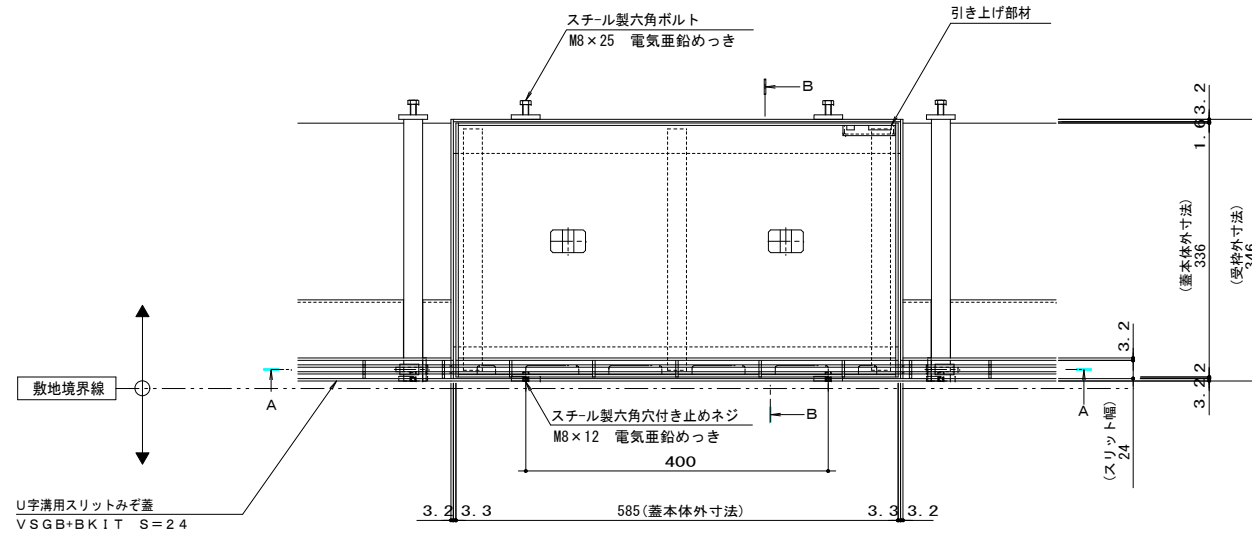 スチール製六角ボルト
M8×25 電気亜鉛めっき
引き上げ部材
B
3.2
1.6
(蓋本体外寸法)
336
(受枠外寸法)
346
3.2
敷地境界線
A
B
A
スチール製六角穴付き止めネジ
M8×12 電気亜鉛めっき
400
3.2
2
(スリット幅)
24
U字溝用スリットみぞ蓋
VSGB+BKIT S=24
3.2 3.3
585(蓋本体外寸法)
3.3 3.2